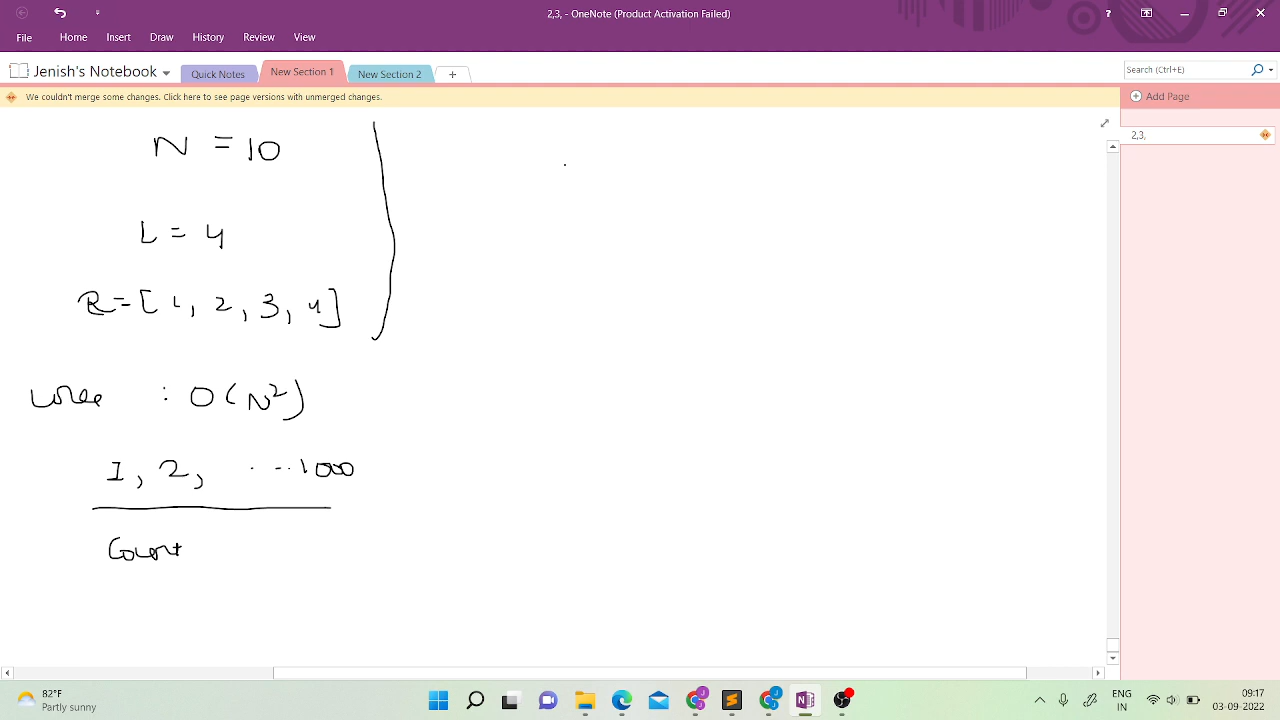 2,3, - OneNote (Product Activation Failed)
File Home Insert Draw History Review View
Jenish's Notebook Quick Notes New Section 1 New Section 2 Search (Ctrl+E)
We couldn't merge some changes. Click here to see page versions with unmerged changes.
Add Page
2,3,
N = 10
L = 4
R = [ 1, 2, 3, 4 ]
: O(N²)
1, 2, ... 1000
Count
82°F
Partly sunny
ENG
IN
09:17
03-09-2022